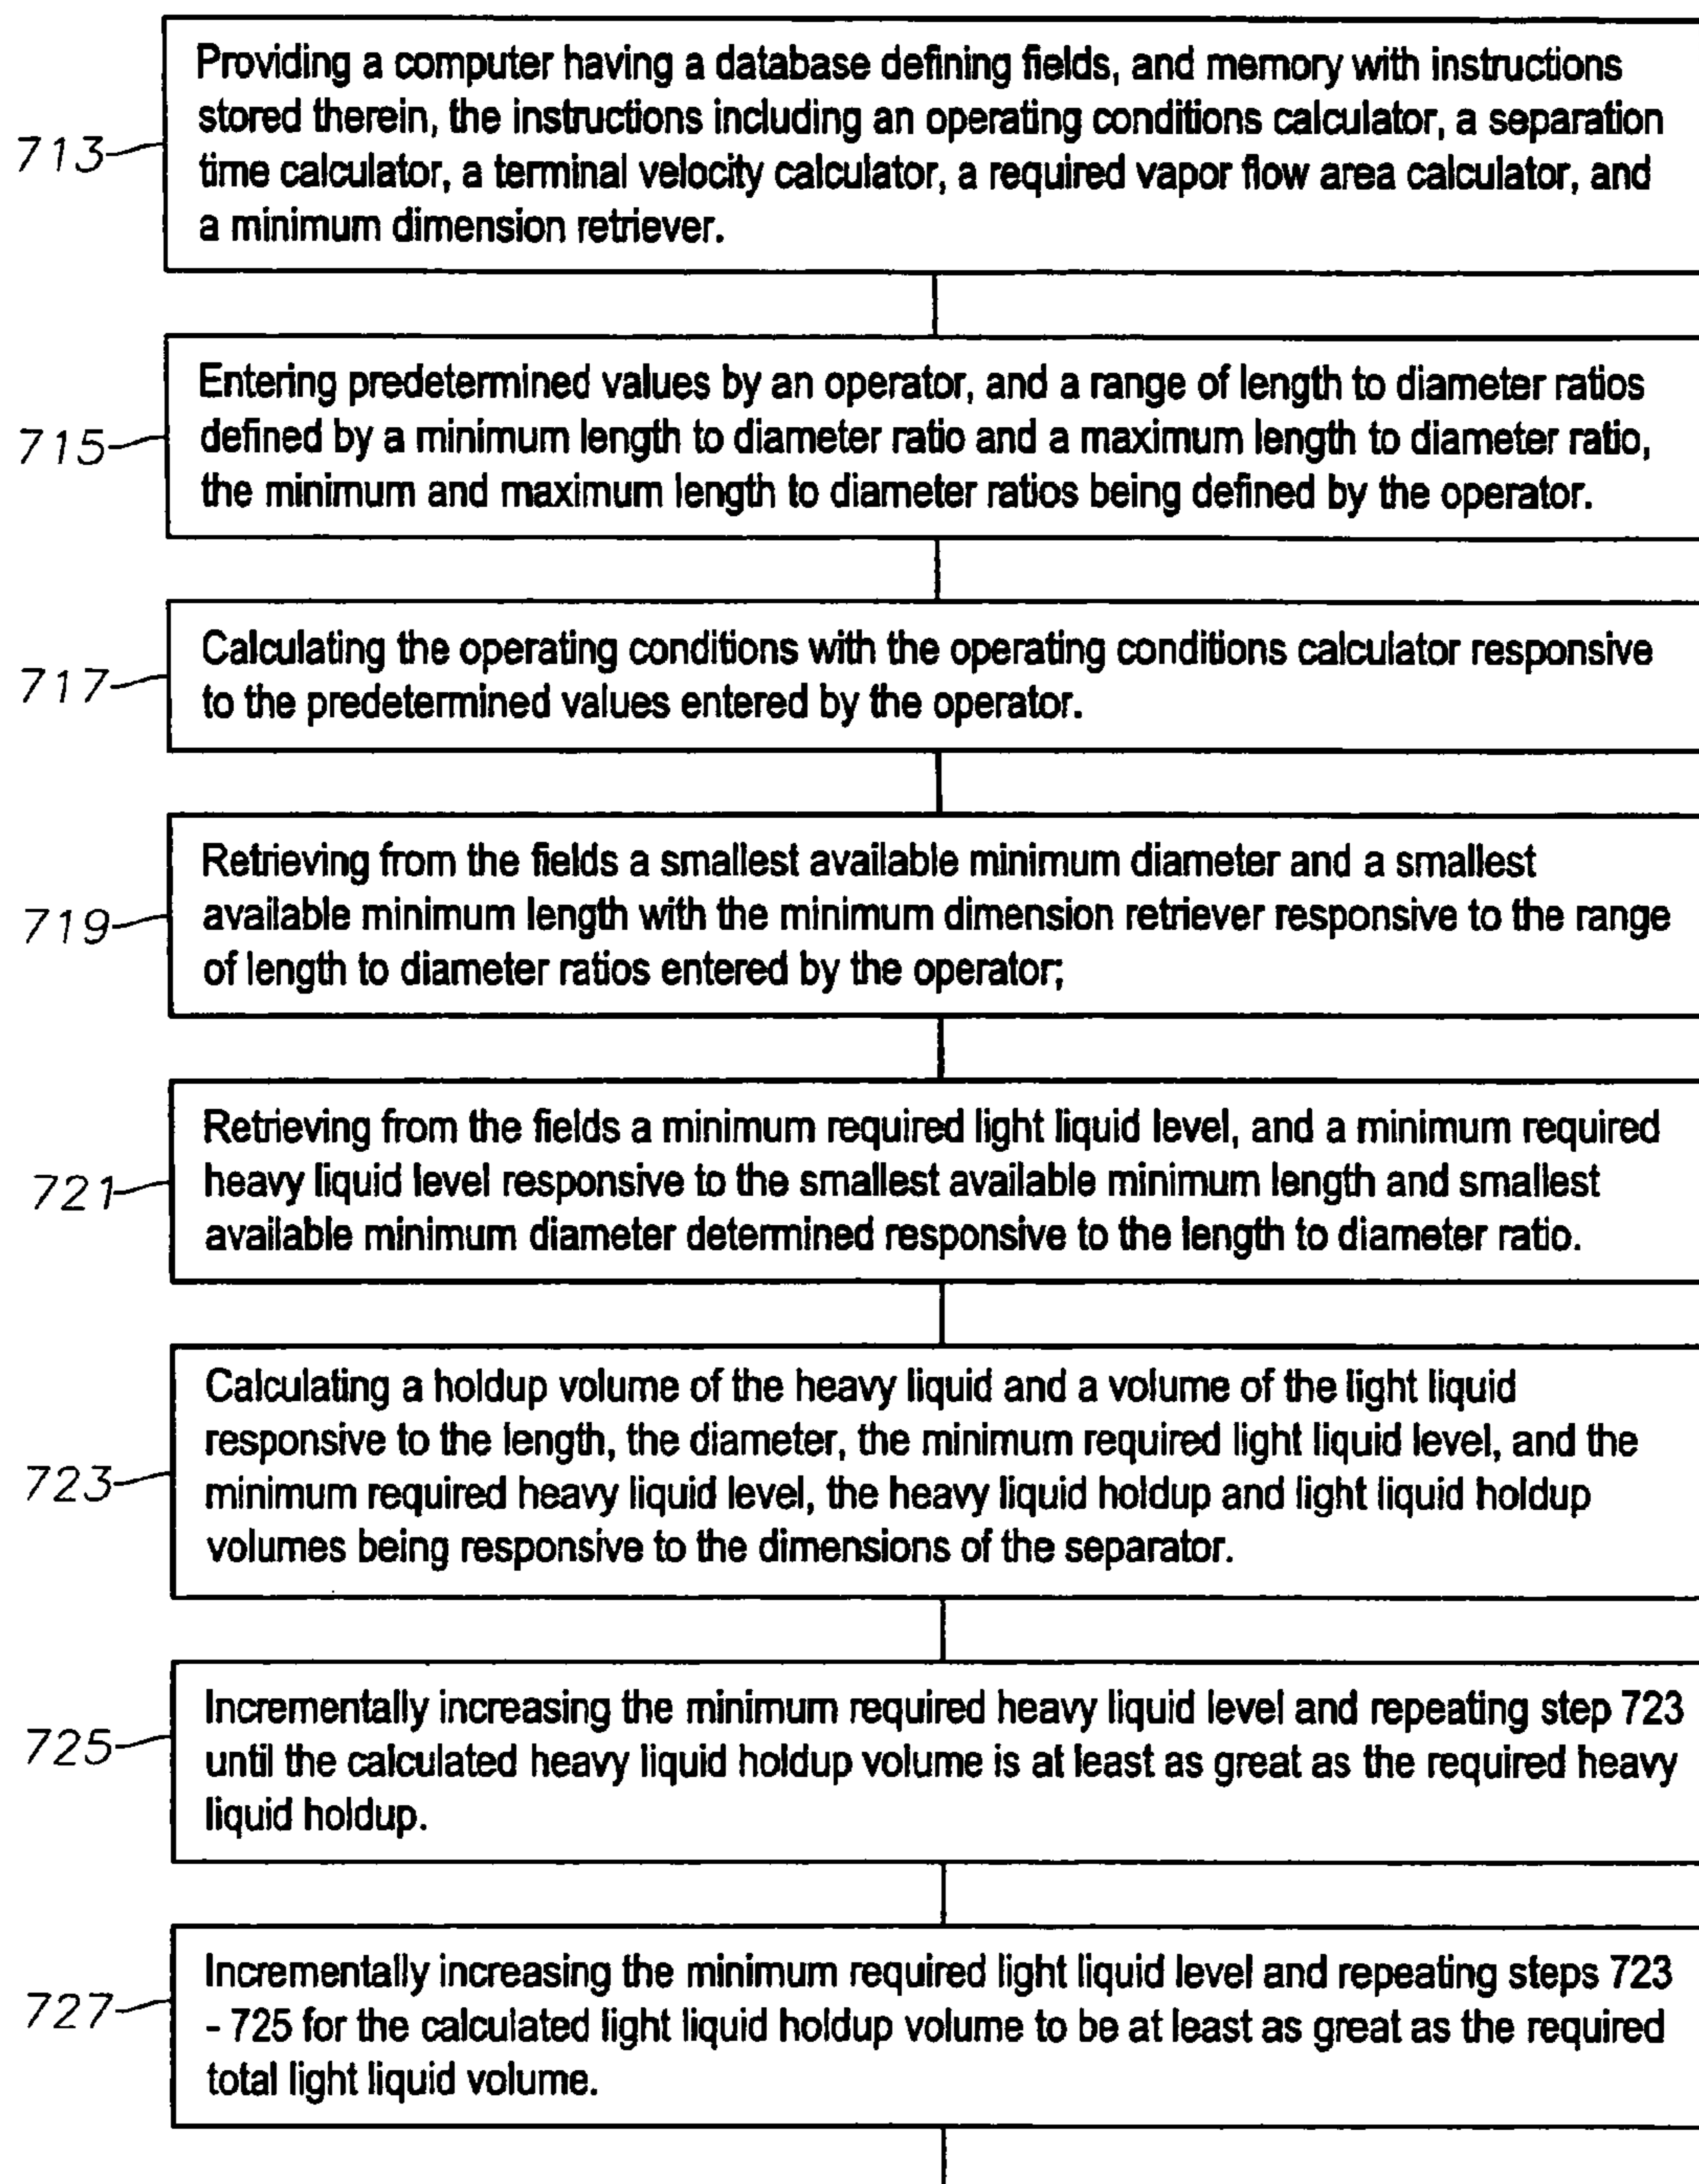 Providing a computer having a database defining fields, and memory with instructions
stored therein, the instructions including an operating conditions calculator, a separation
713
time calculator, a terminal velocity calculator, a required vapor flow area calculator, and
a minimum dimension retriever.
Entering predetermined values by an operator, and a range of length to diameter ratios
715
defined by a minimum length to diameter ratio and a maximum length to diameter ratio,
the minimum and maximum length to diameter ratios being defined by the operator.
717
Calculating the operating conditions with the operating conditions calculator responsive
to the predetermined values entered by the operator.
Retrieving from the fields a smallest available minimum diameter and a smallest
719
available minimum length with the minimum dimension retriever responsive to the range
of length to diameter ratios entered by the operator;
Retrieving from the fields a minimum required light liquid level, and a minimum required
721
heavy liquid level responsive to the smallest available minimum length and smallest
available minimum diameter determined responsive to the length to diameter ratio.
Calculating a holdup volume of the heavy liquid and a volume of the light liquid
responsive to the length, the diameter, the minimum required light liquid level, and the
723
minimum required heavy liquid level, the heavy liquid holdup and light liquid holdup
volumes being responsive to the dimensions of the separator.
Incrementally increasing the minimum required heavy liquid level and repeating step 723
725
until the calculated heavy liquid holdup volume is at least as great as the required heavy
liquid holdup.
Incrementally increasing the minimum required light liquid level and repeating steps 723
727
- 725 for the calculated light liquid holdup volume to be at least as great as the required
total light liquid volume.